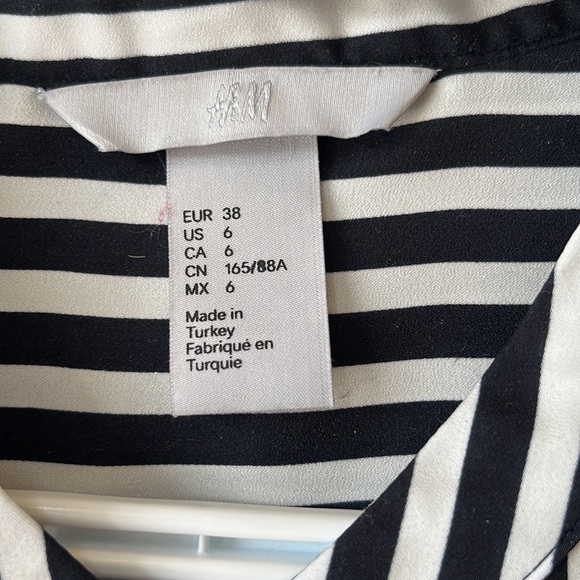 H&M
EUR 38
US 6
CA 6
CN 165/88A
MX 6
Made in
Turkey
Fabriqué en
Turquie